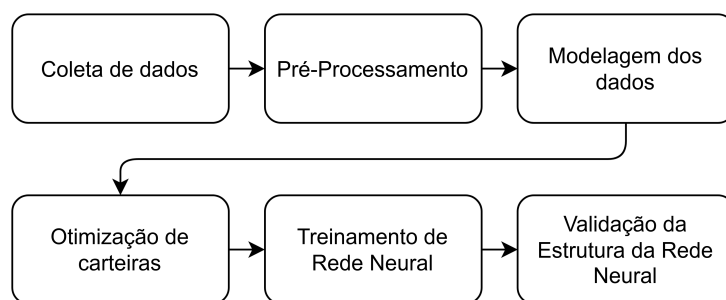 Coleta de dados
Pré-Processamento
Modelagem dos
dados
Otimização de
carteiras
Treinamento de
Rede Neural
Validação da
Estrutura da Rede
Neural